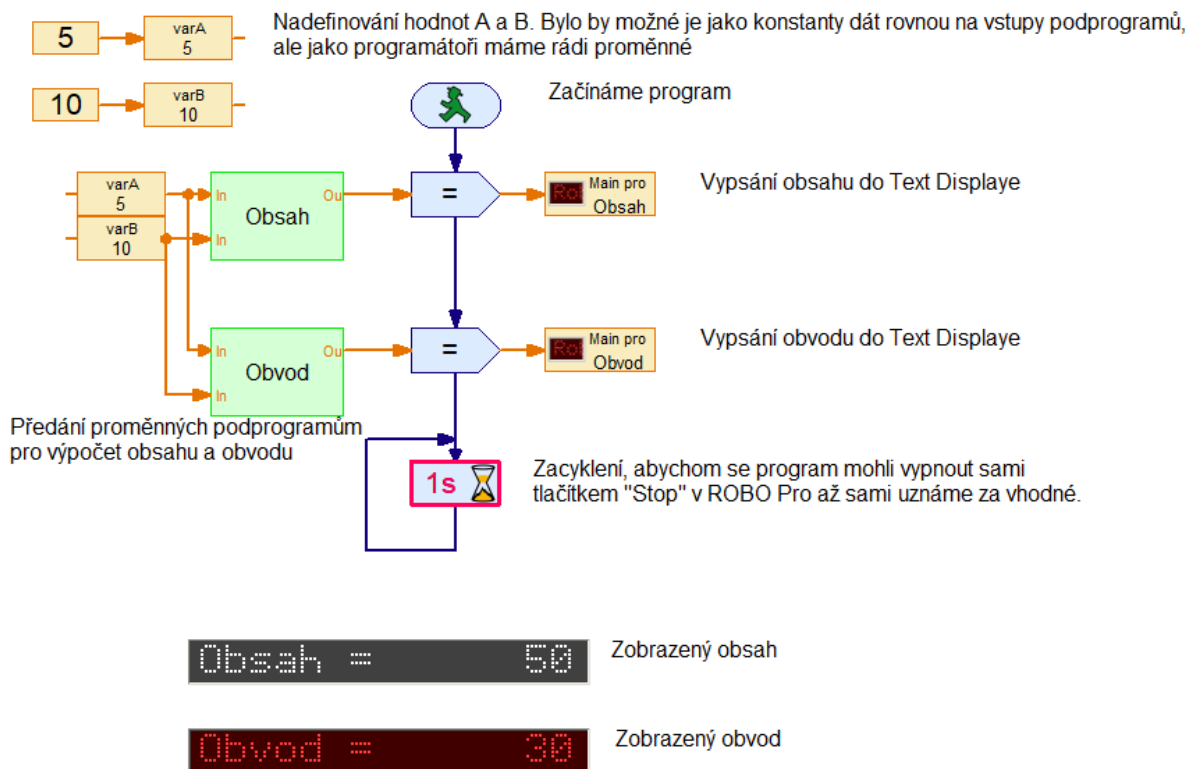 5
varA
5
Nadefinování hodnot A a B. Bylo by možné je jako konstanty dát rovnou na vstupy podprogramů,
ale jako programátoři máme rádi proměnné
10
varB
10
Začínáme program
varA
5
varB
10
In
In
Ou
Obsah
=
Main pro
Obsah
Vypsání obsahu do Text Displaye
In
In
Ou
Obvod
=
Main pro
Obvod
Vypsání obvodu do Text Displaye
Předání proměnných podprogramům
pro výpočet obsahu a obvodu
1s
Zacyklení, abychom se program mohli vypnout sami
tlačítkem "Stop" v ROBO Pro až sami uznáme za vhodné.
Obsah = 50
Zobrazený obsah
Obvod = 30
Zobrazený obvod